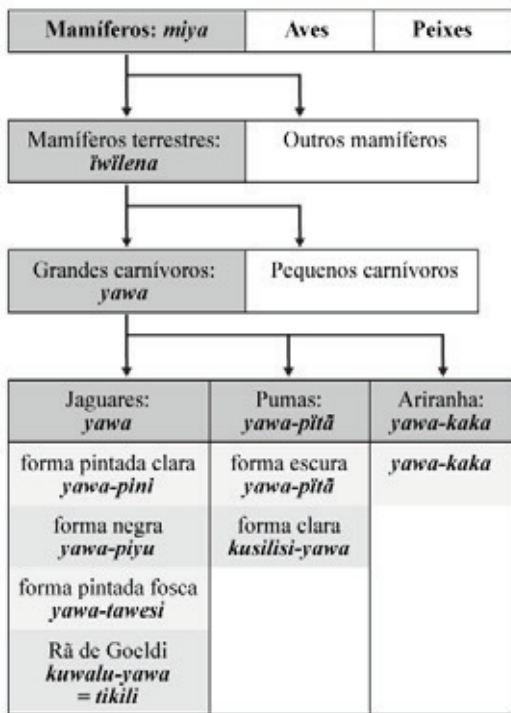 Mamíferos: miya Aves Peixes
Mamíferos terrestres:
ïwïlena
Outros mamíferos
Grandes carnívoros:
yawa
Pequenos carnívoros
Jaguares:
yawa
Pumas:
yawa-pïtã
Ariranha:
yawa-kaka
forma pintada clara
yawa-pini
forma escura
yawa-pïtã
yawa-kaka
forma negra
yawa-piyu
forma clara
kusilisi-yawa
forma pintada fosca
yawa-tawesi
Rã de Goeldi
kuwalu-yawa
= tikili